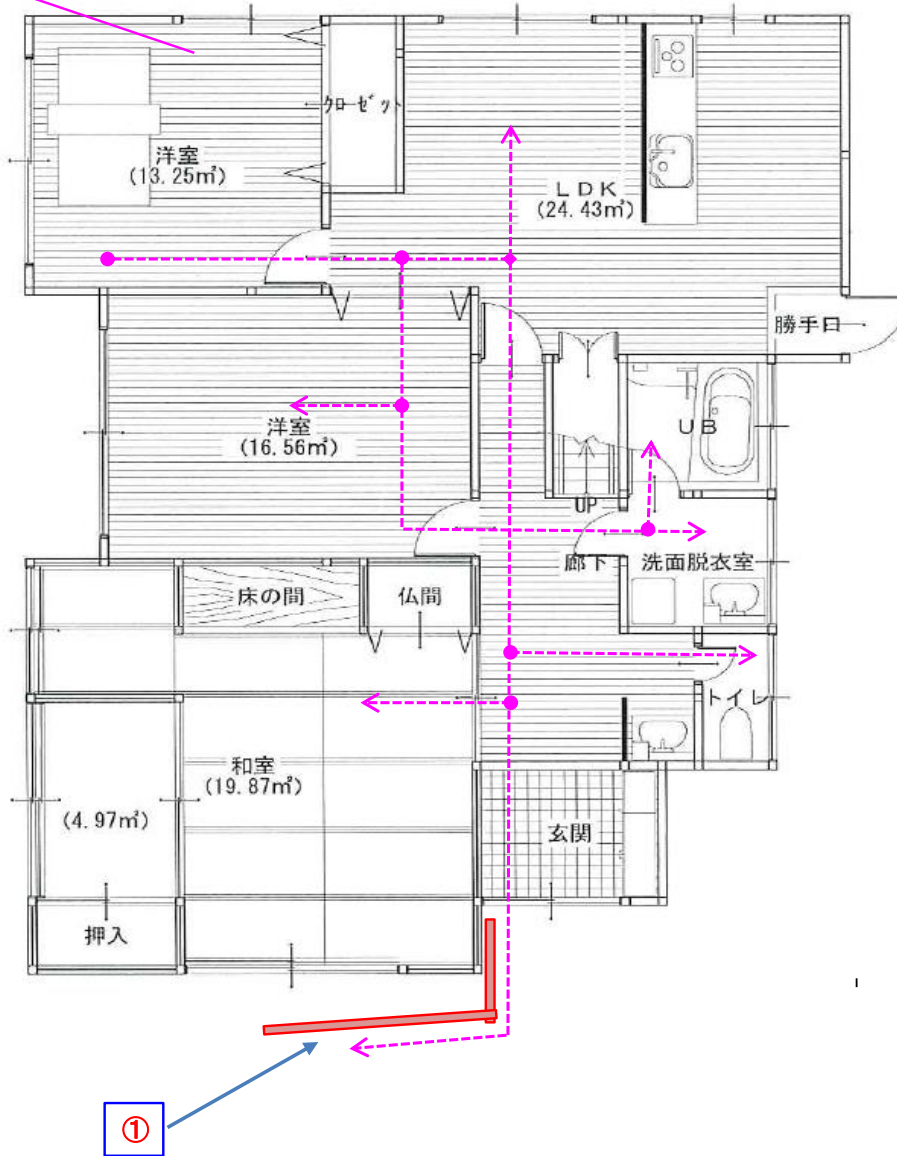 クローゼット
洋室
(13.25㎡)
LDK
(24.43㎡)
勝手口
洋室
(16.56㎡)
UB
UP
廊下
洗面脱衣室
床の間
仏間
トイレ
和室
(19.87㎡)
(4.97㎡)
玄関
押入
①